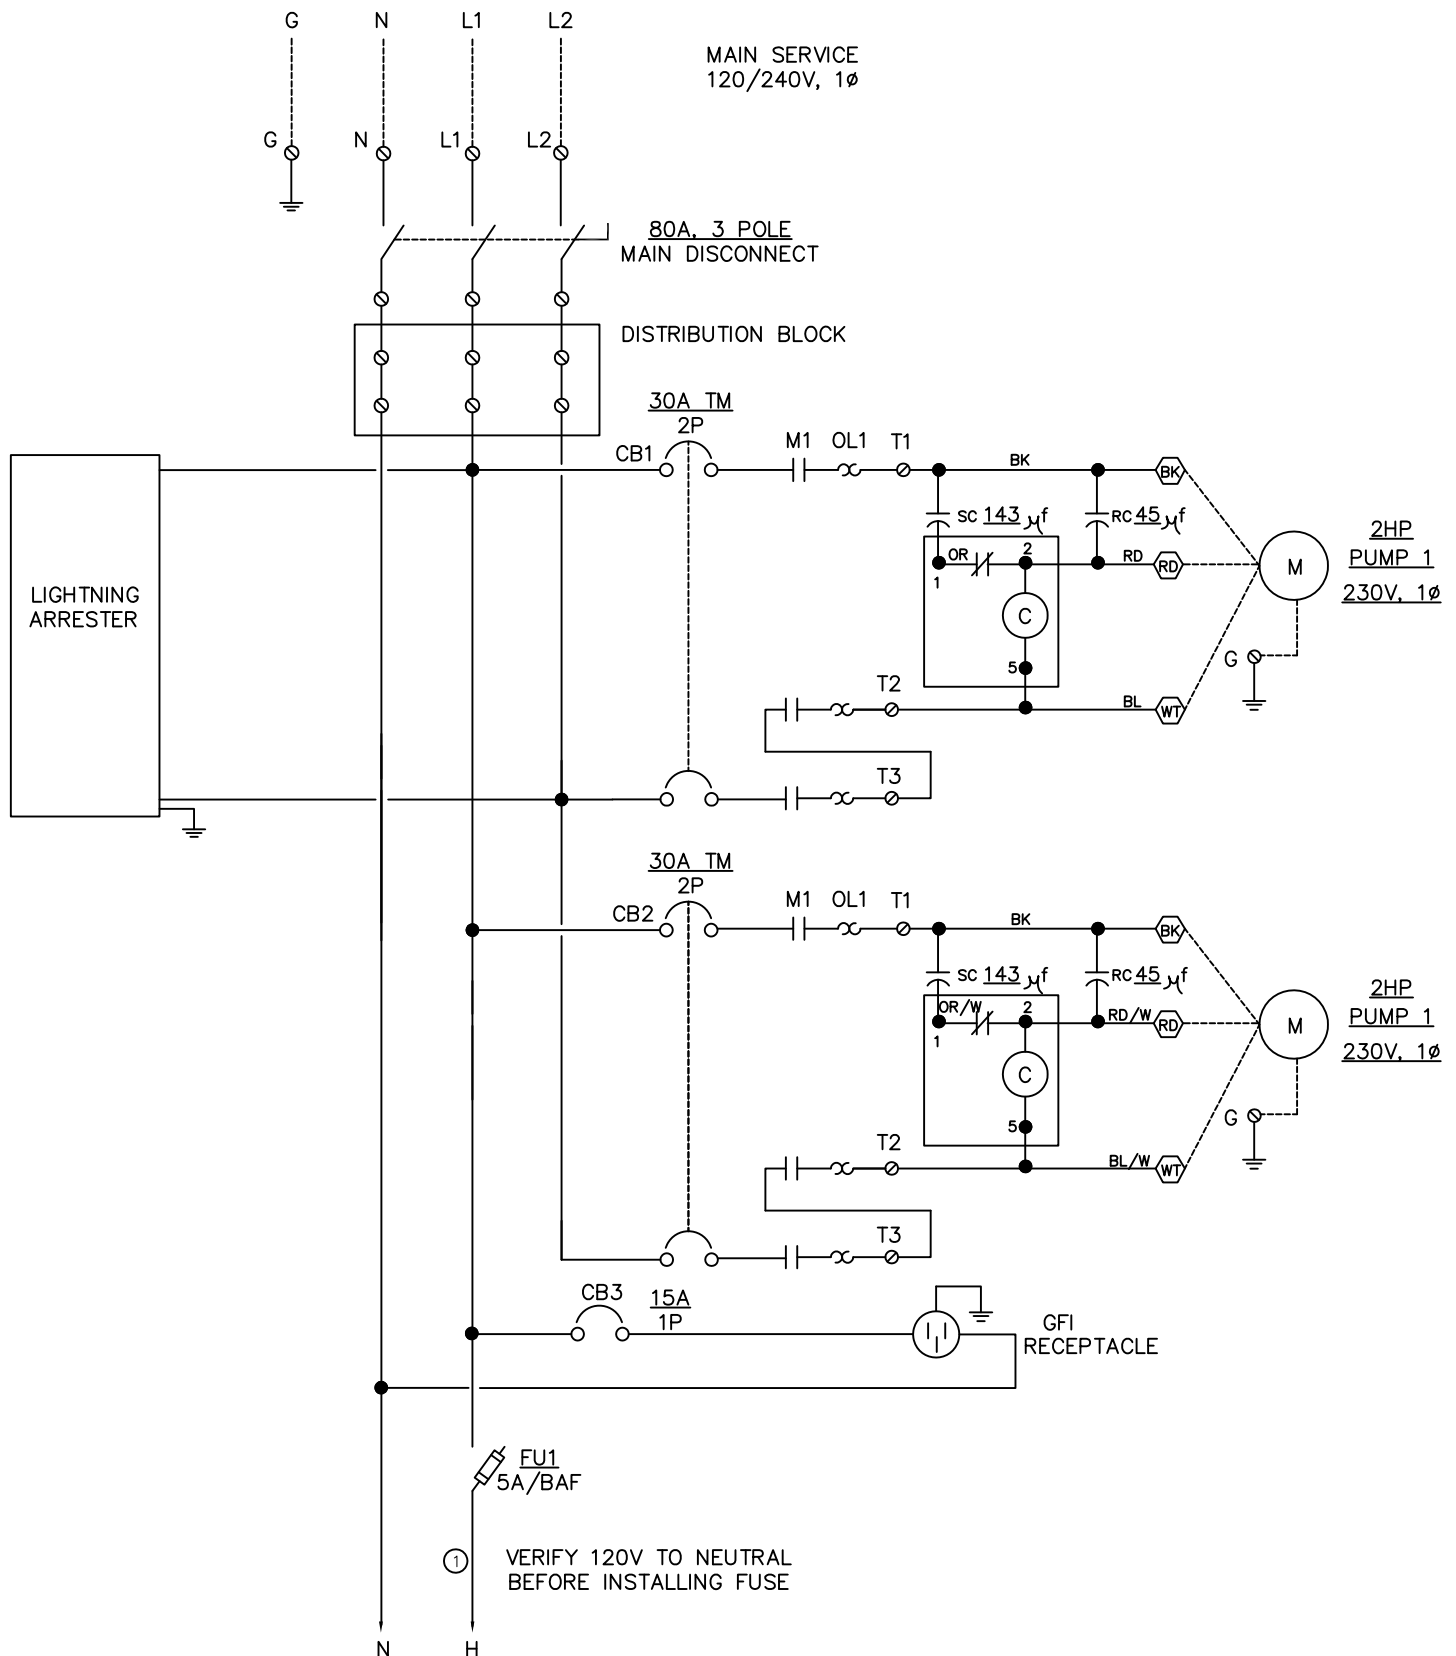 G N L1 L2
MAIN SERVICE
120/240V, 1ø
G N L1 L2
80A, 3 POLE
MAIN DISCONNECT
DISTRIBUTION BLOCK
30A TM
2P
CB1 M1 OL1 T1
BK BK
SC 143 µf RC 45 µf
OR 2 RD RD
1
C
5
M
2HP
PUMP 1
230V, 1ø
G
LIGHTNING
ARRESTER
T2 BL WT
T3
30A TM
2P
CB2 M1 OL1 T1
BK BK
SC 143 µf RC 45 µf
OR/W 2 RD/W RD
1
C
5
M
2HP
PUMP 1
230V, 1ø
G
T2 BL/W WT
T3
CB3 15A
1P
GFI
RECEPTACLE
FU1
5A/BAF
1 VERIFY 120V TO NEUTRAL
BEFORE INSTALLING FUSE
N H